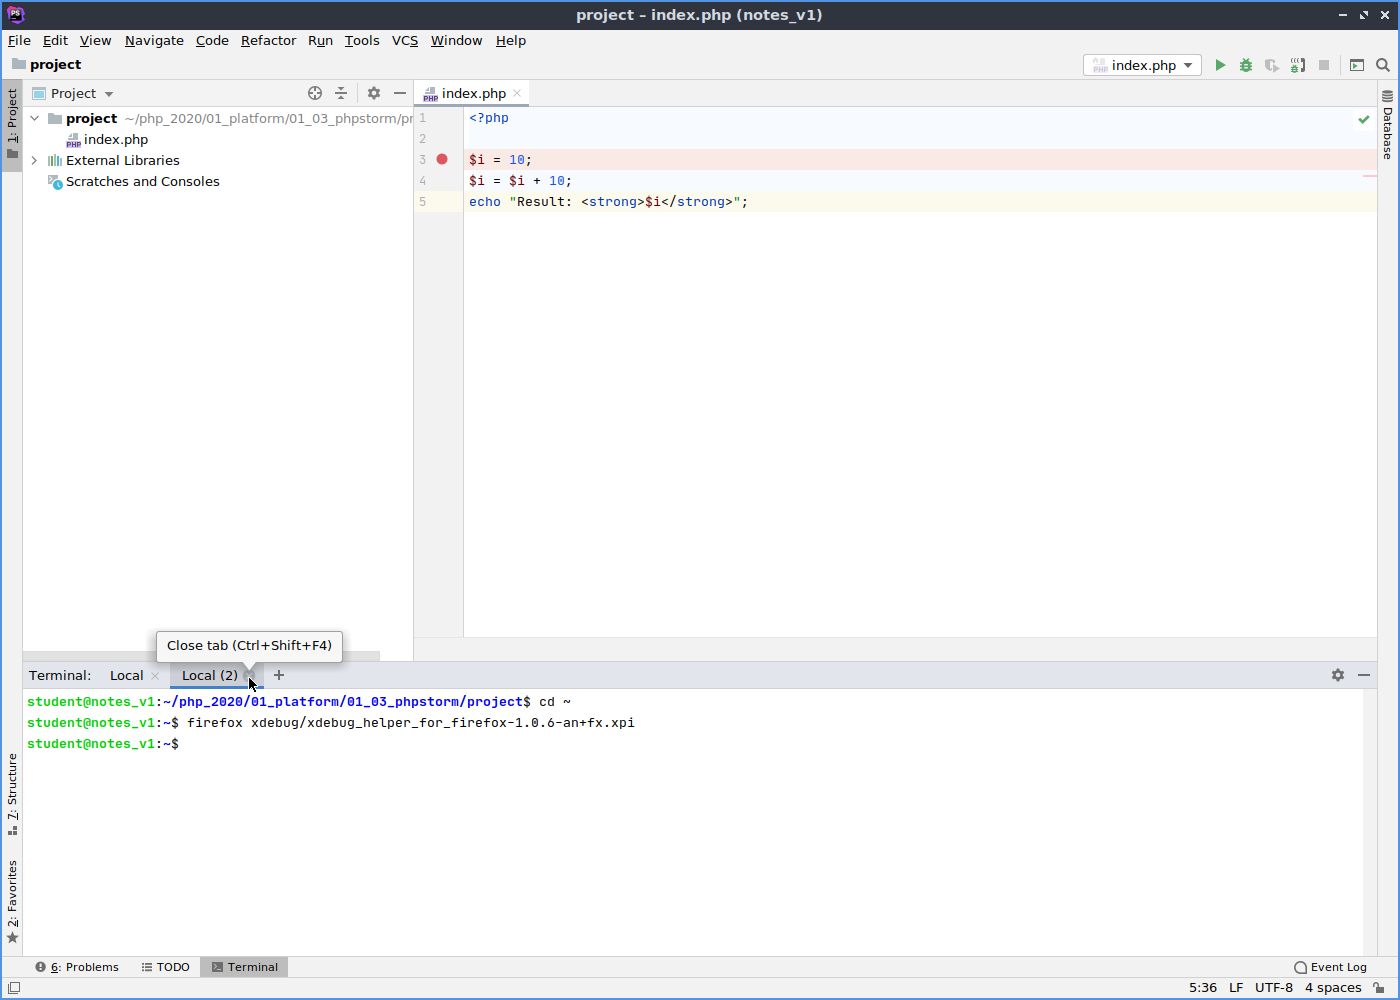 project – index.php (notes_v1)
File Edit View Navigate Code Refactor Run Tools VCS Window Help
project
index.php
1: Project
Project
index.php
project ~/php_2020/01_platform/01_03_phpstorm/pr
index.php
External Libraries
Scratches and Consoles
1 <?php
2
3 $i = 10;
4 $i = $i + 10;
5 echo "Result: <strong>$i</strong>";
Database
Close tab (Ctrl+Shift+F4)
Terminal: Local Local (2)
student@notes_v1:~/php_2020/01_platform/01_03_phpstorm/project$ cd ~
student@notes_v1:~$ firefox xdebug/xdebug_helper_for_firefox-1.0.6-an+fx.xpi
student@notes_v1:~$
7: Structure
2: Favorites
6: Problems TODO Terminal Event Log
5:36 LF UTF-8 4 spaces